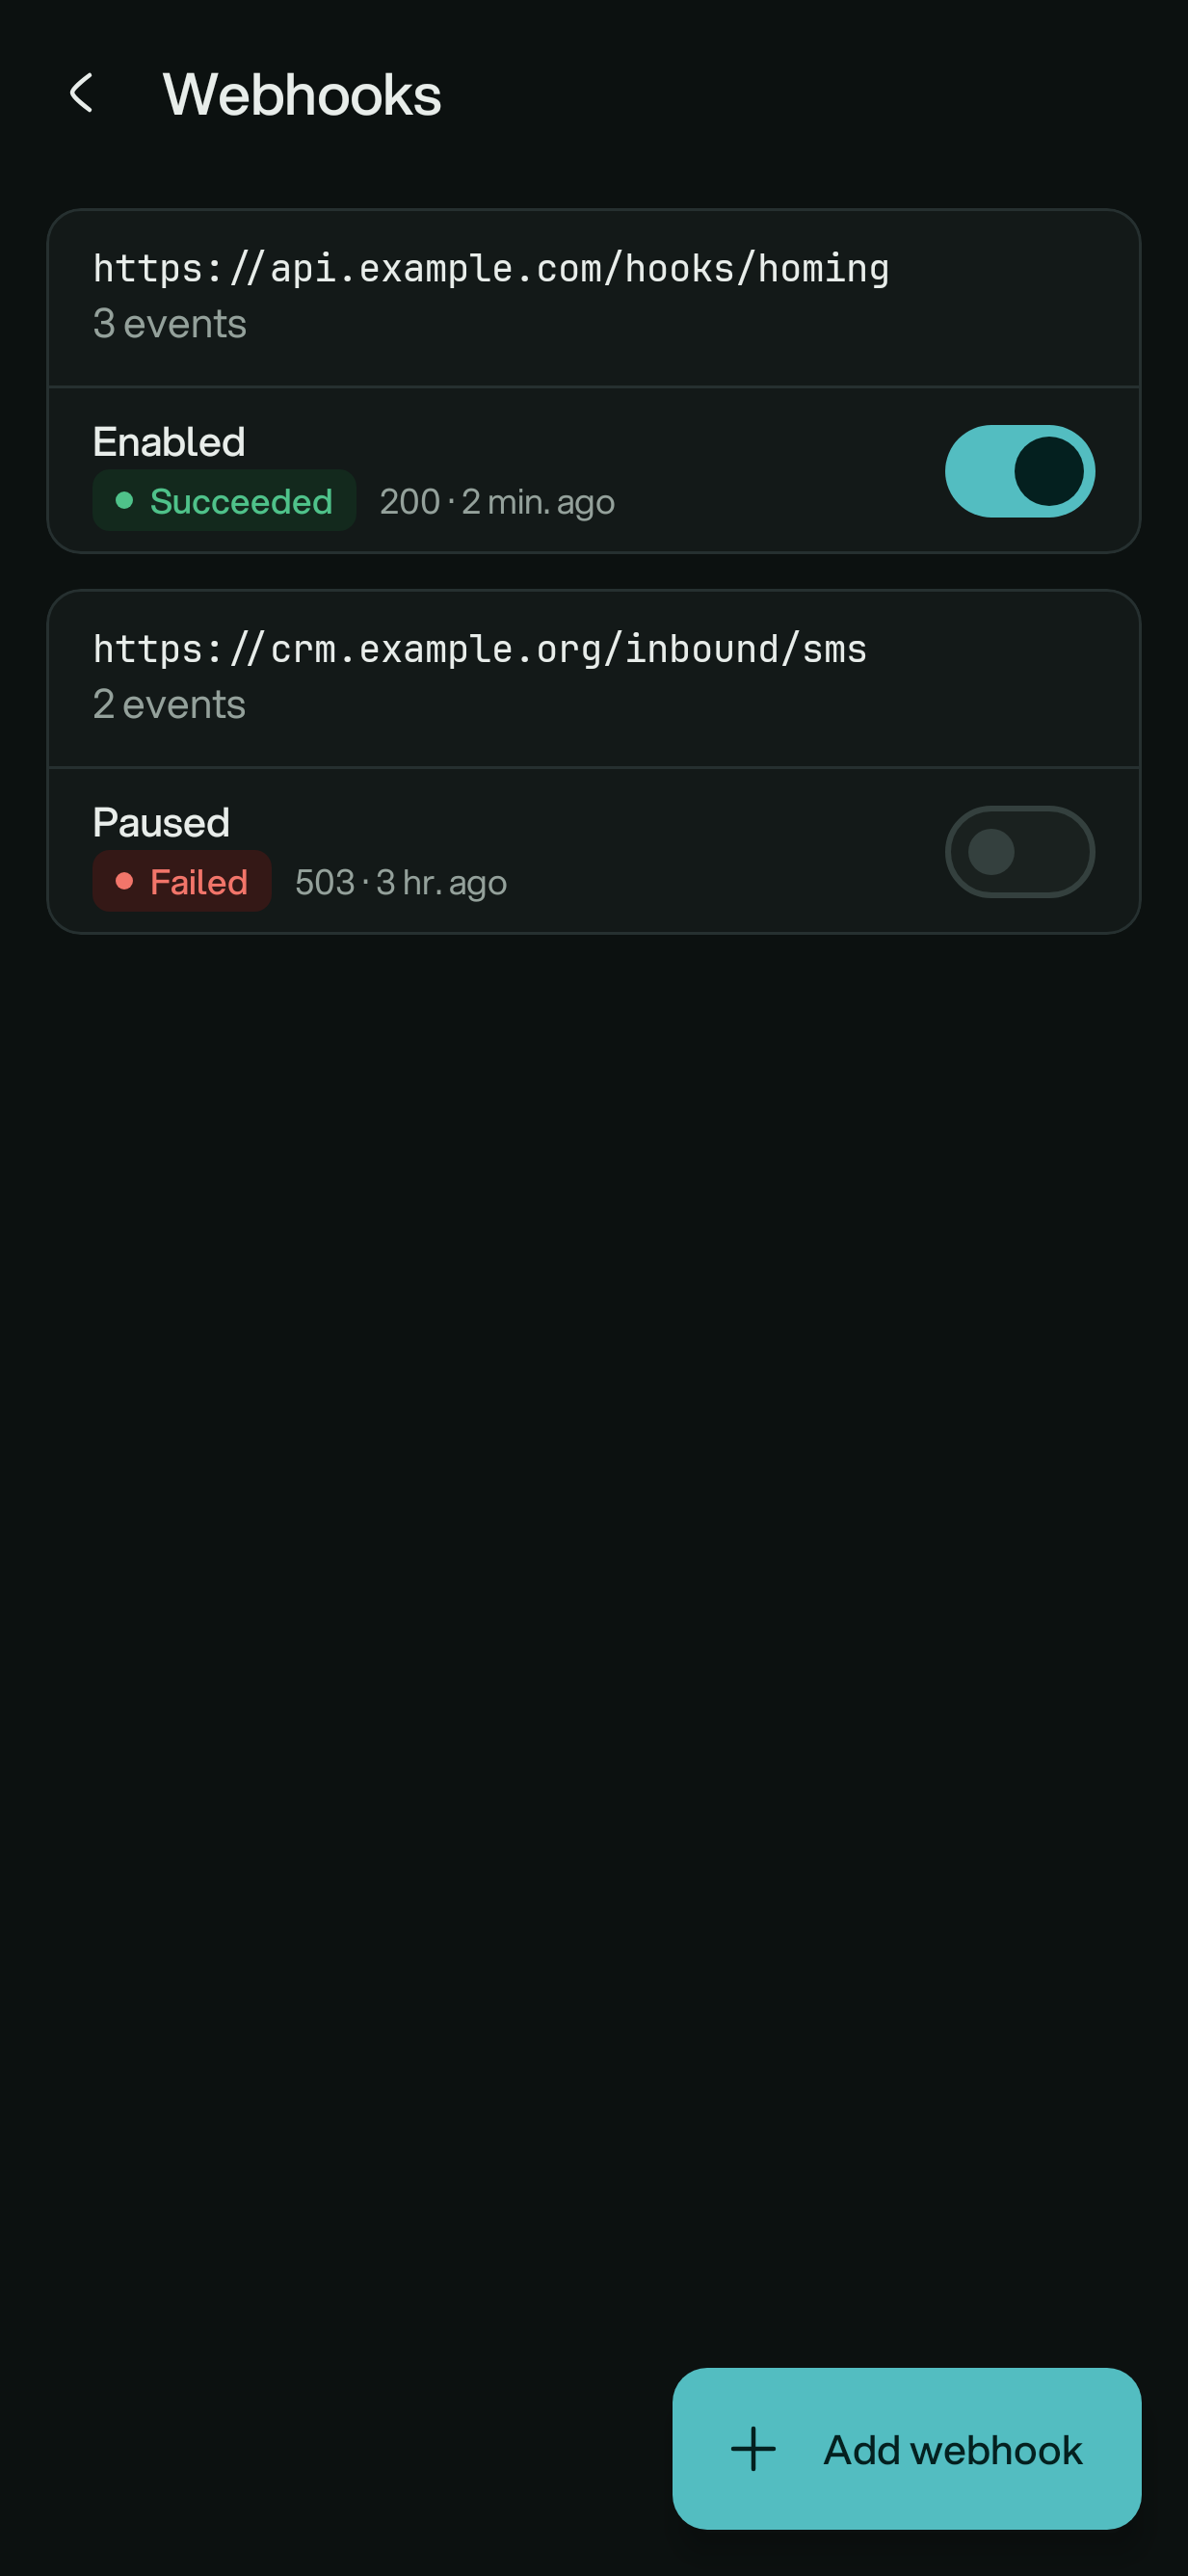 Webhooks
https://api.example.com/hooks/homing
3 events
Enabled
Succeeded 200 · 2 min. ago
https://crm.example.org/inbound/sms
2 events
Paused
Failed 503 · 3 hr. ago
Add webhook